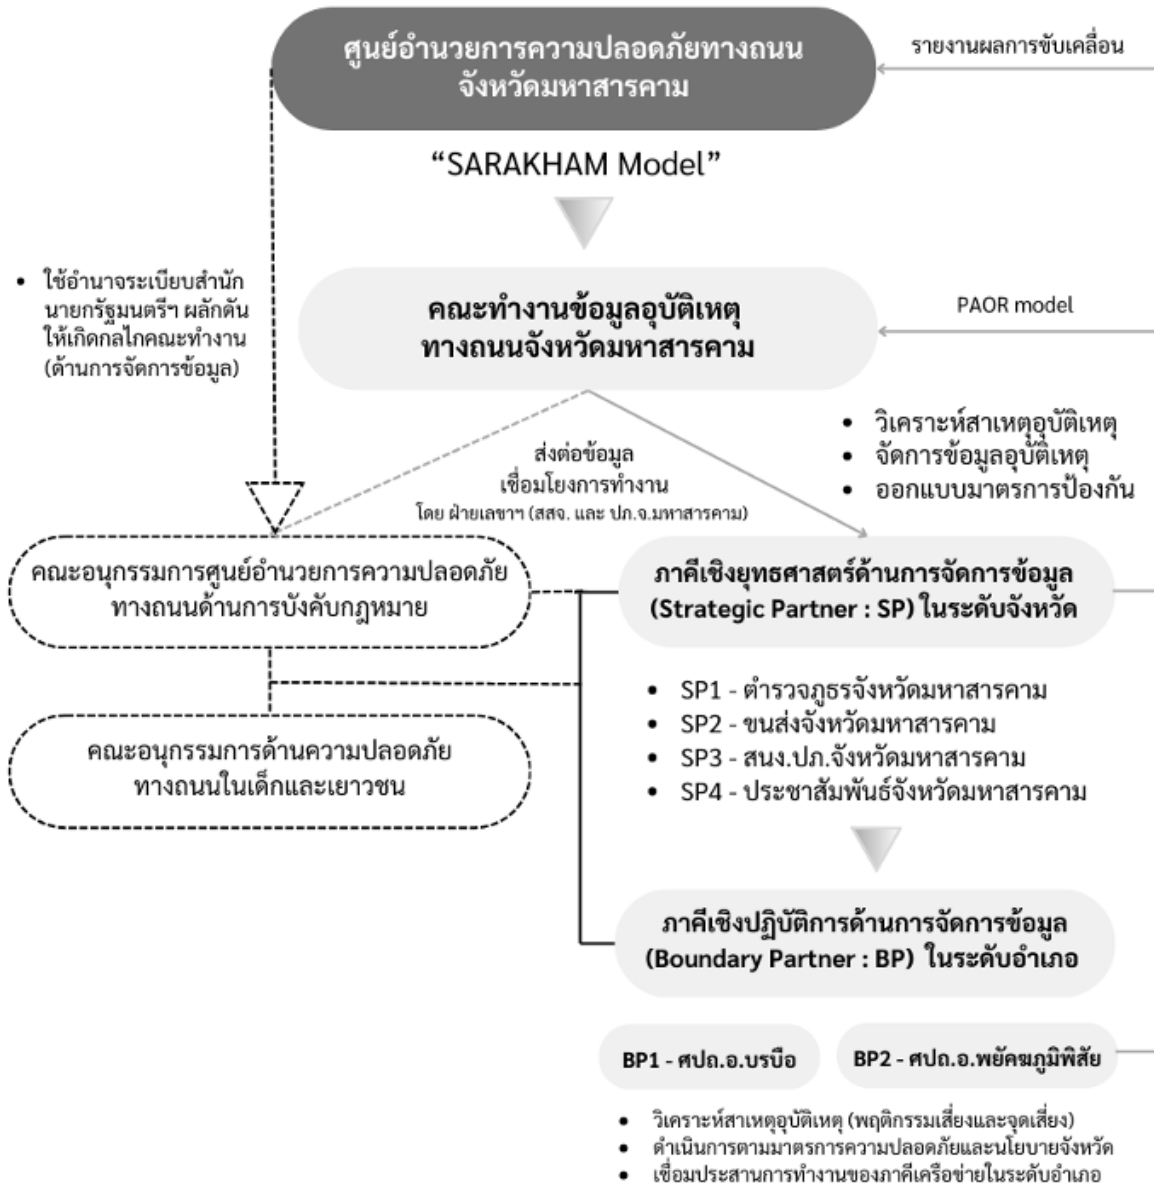 ศูนย์อำนวยการความปลอดภัยทางถนน
จังหวัดมหาสารคาม
รายงานผลการขับเคลื่อน
“SARAKHAM Model”
• ใช้อำนาจระเบียบสำนัก
นายกรัฐมนตรีฯ ผลักดัน
ให้เกิดกลไกคณะทำงาน
(ด้านการจัดการข้อมูล)
คณะทำงานข้อมูลอุบัติเหตุ
ทางถนนจังหวัดมหาสารคาม
PAOR model
• วิเคราะห์สาเหตุอุบัติเหตุ
• จัดการข้อมูลอุบัติเหตุ
• ออกแบบมาตรการป้องกัน
ส่งต่อข้อมูล
เชื่อมโยงการทำงาน
โดย ฝ่ายเลขาฯ (สสจ. และ ปภ.จ.มหาสารคาม)
คณะอนุกรรมการศูนย์อำนวยการความปลอดภัย
ทางถนนด้านการบังคับกฎหมาย
ภาคีเชิงยุทธศาสตร์ด้านการจัดการข้อมูล
(Strategic Partner : SP) ในระดับจังหวัด
• SP1 - ตำรวจภูธรจังหวัดมหาสารคาม
• SP2 - ขนส่งจังหวัดมหาสารคาม
• SP3 - สนง.ปภ.จังหวัดมหาสารคาม
• SP4 - ประชาสัมพันธ์จังหวัดมหาสารคาม
คณะอนุกรรมการด้านความปลอดภัย
ทางถนนในเด็กและเยาวชน
ภาคีเชิงปฏิบัติการด้านการจัดการข้อมูล
(Boundary Partner : BP) ในระดับอำเภอ
BP1 - ศปถ.อ.บรบือ
BP2 - ศปถ.อ.พยัคฆภูมิพิสัย
• วิเคราะห์สาเหตุอุบัติเหตุ (พฤติกรรมเสี่ยงและจุดเสี่ยง)
• ดำเนินการตามมาตรการความปลอดภัยและนโยบายจังหวัด
• เชื่อมประสานการทำงานของภาคีเครือข่ายในระดับอำเภอ